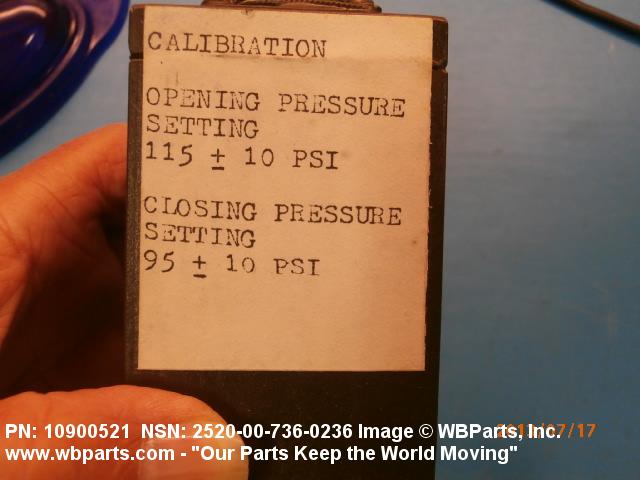 CALIBRATION
OPENING PRESSURE
SETTING
115 ± 10 PSI
CLOSING PRESSURE
SETTING
95 ± 10 PSI
PN: 10900521 NSN: 2520-00-736-0236 Image © WBParts, Inc.
www.wbparts.com - "Our Parts Keep the World Moving"